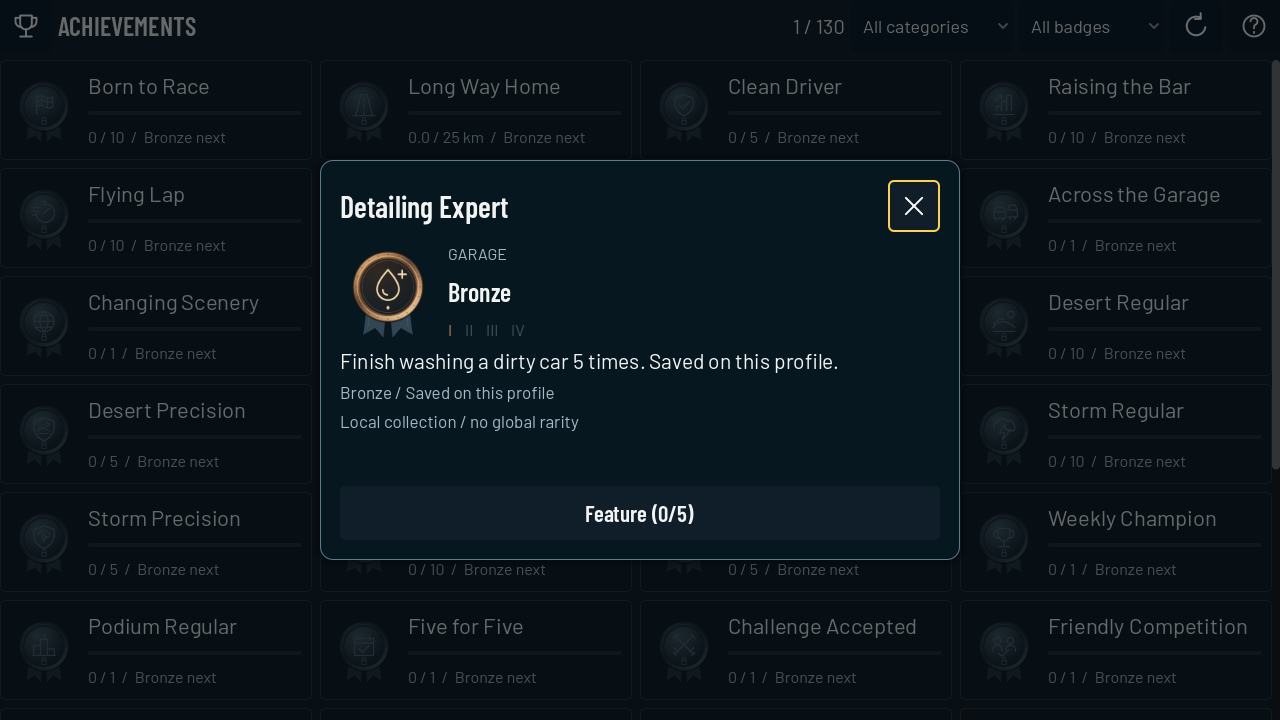 ACHIEVEMENTS
1 / 130
All categories
All badges
Born to Race
0 / 10 / Bronze next
Long Way Home
0.0 / 25 km / Bronze next
Clean Driver
0 / 5 / Bronze next
Raising the Bar
0 / 10 / Bronze next
Flying Lap
0 / 10 / Bronze next
Across the Garage
0 / 1 / Bronze next
Changing Scenery
0 / 1 / Bronze next
Desert Regular
0 / 10 / Bronze next
Desert Precision
0 / 5 / Bronze next
Storm Regular
0 / 10 / Bronze next
Storm Precision
0 / 5 / Bronze next
0 / 10 / Bronze next
0 / 5 / Bronze next
Weekly Champion
0 / 1 / Bronze next
Podium Regular
0 / 1 / Bronze next
Five for Five
0 / 1 / Bronze next
Challenge Accepted
0 / 1 / Bronze next
Friendly Competition
0 / 1 / Bronze next
Detailing Expert
GARAGE
Bronze
I II III IV
Finish washing a dirty car 5 times. Saved on this profile.
Bronze / Saved on this profile
Local collection / no global rarity
Feature (0/5)